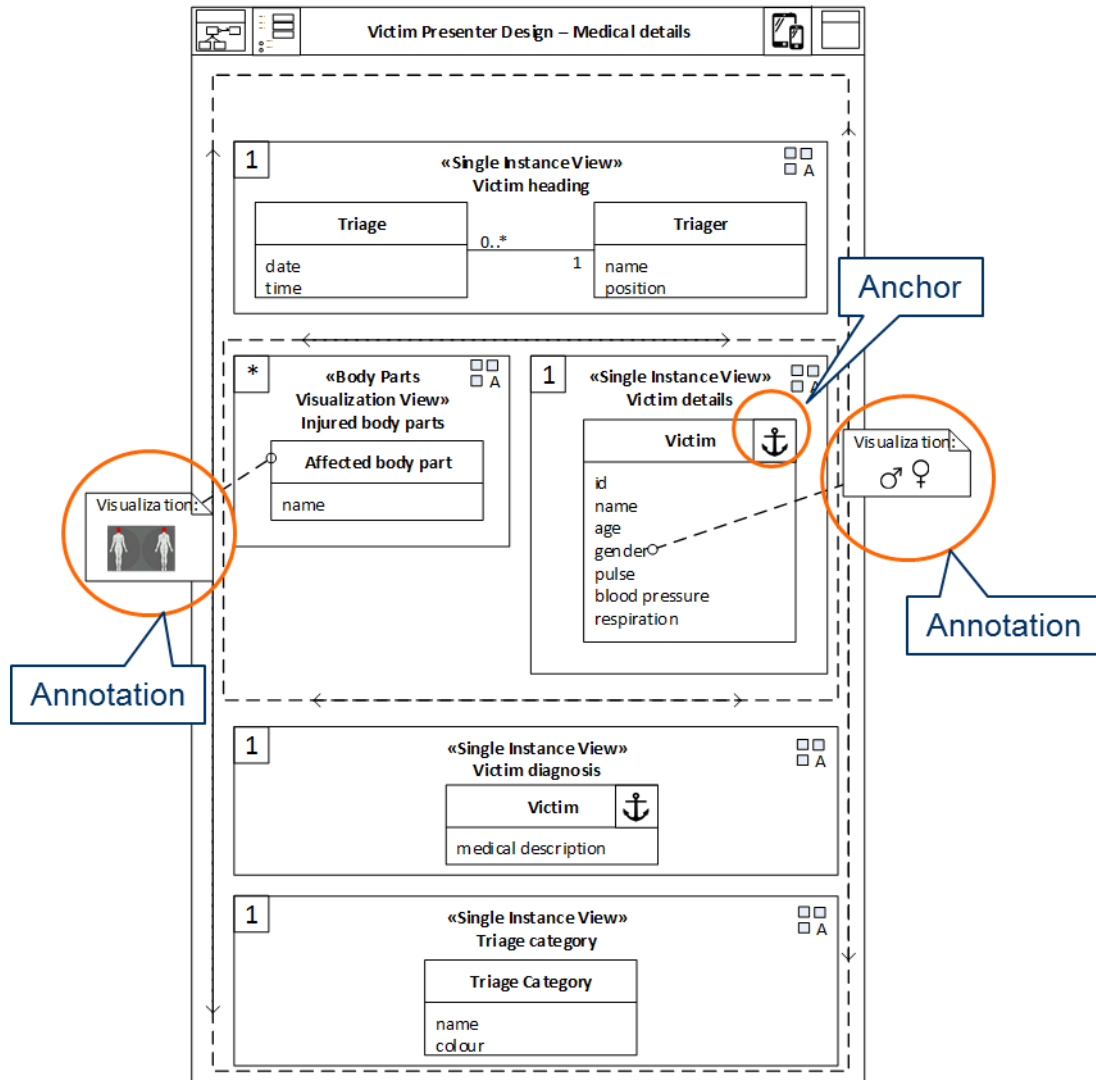 Victim Presenter Design – Medical details
1
«Single Instance View»
Victim heading
A
Triage
date
time
0..*
1
Triager
name
position
Anchor
*
«Body Parts
Visualization View»
Injured body parts
A
Affected body part
name
1
«Single Instance View»
Victim details
A
Victim
id
name
age
gender
pulse
blood pressure
respiration
Visualization:
Visualization:
Annotation
Annotation
1
«Single Instance View»
Victim diagnosis
A
Victim
medical description
1
«Single Instance View»
Triage category
A
Triage Category
name
colour